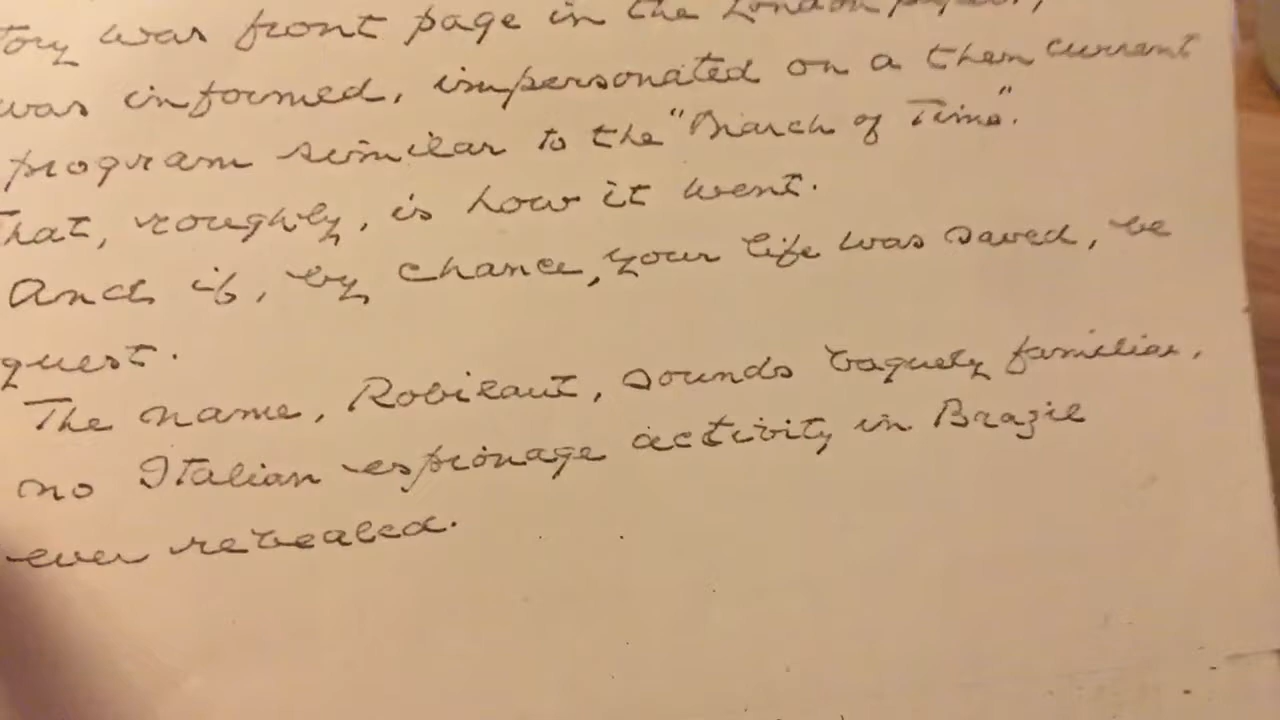 tory was front page in the London papers,
was informed, impersonated on a then current
program similar to the "March of Time".
That, roughly, is how it went.
And if, by chance, your life was saved, be
quest.
The name, Robilaut, sounds vaguely familiar,
no Italian espionage activity in Brazil
ever revealed.